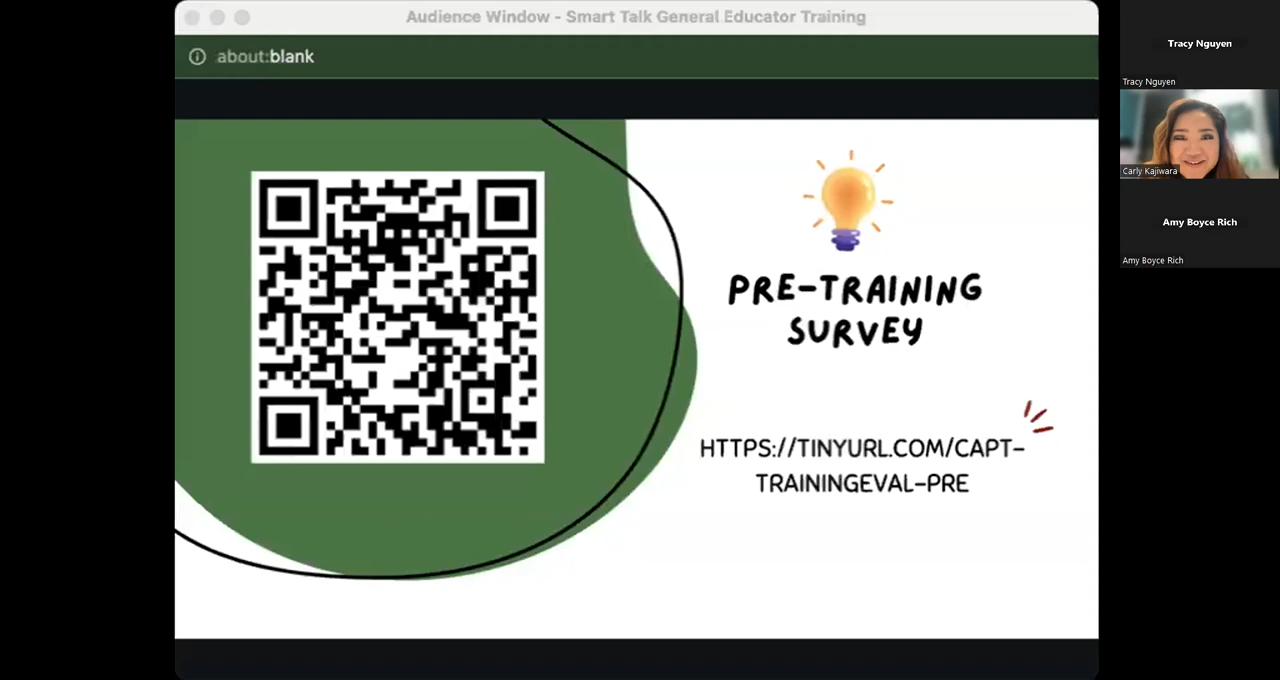 Audience Window - Smart Talk General Educator Training
about:blank
PRE-TRAINING
SURVEY
HTTPS://TINYURL.COM/CAPT-
TRAININGEVAL-PRE
Tracy Nguyen
Tracy Nguyen
Carly Kajiwara
Amy Boyce Rich
Amy Boyce Rich